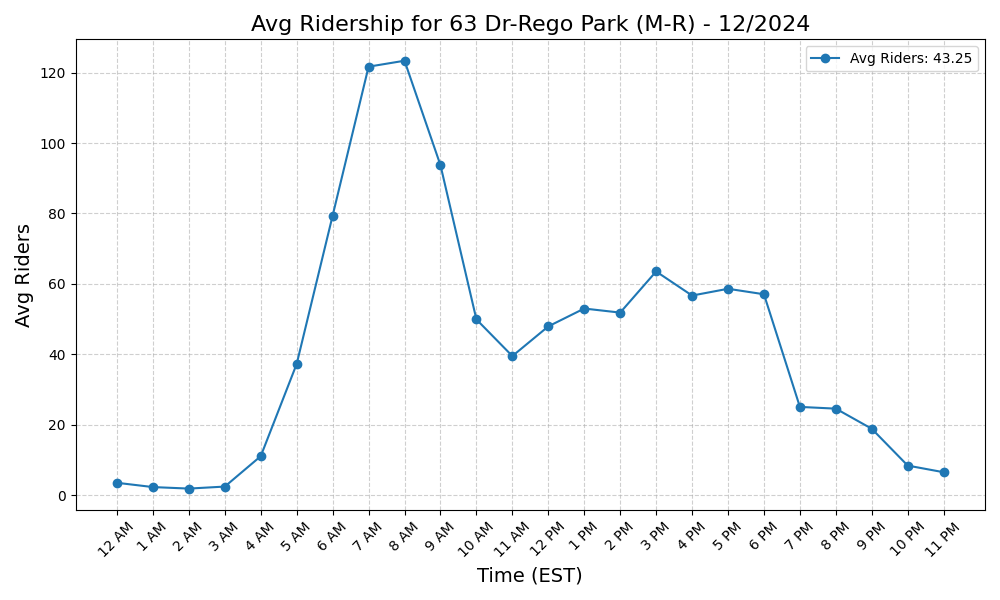 Avg Ridership for 63 Dr-Rego Park (M-R) - 12/2024
Avg Riders: 43.25
Avg Riders
120
100
80
60
40
20
0
12 AM
1 AM
2 AM
3 AM
4 AM
5 AM
6 AM
7 AM
8 AM
9 AM
10 AM
11 AM
12 PM
1 PM
2 PM
3 PM
4 PM
5 PM
6 PM
7 PM
8 PM
9 PM
10 PM
11 PM
Time (EST)